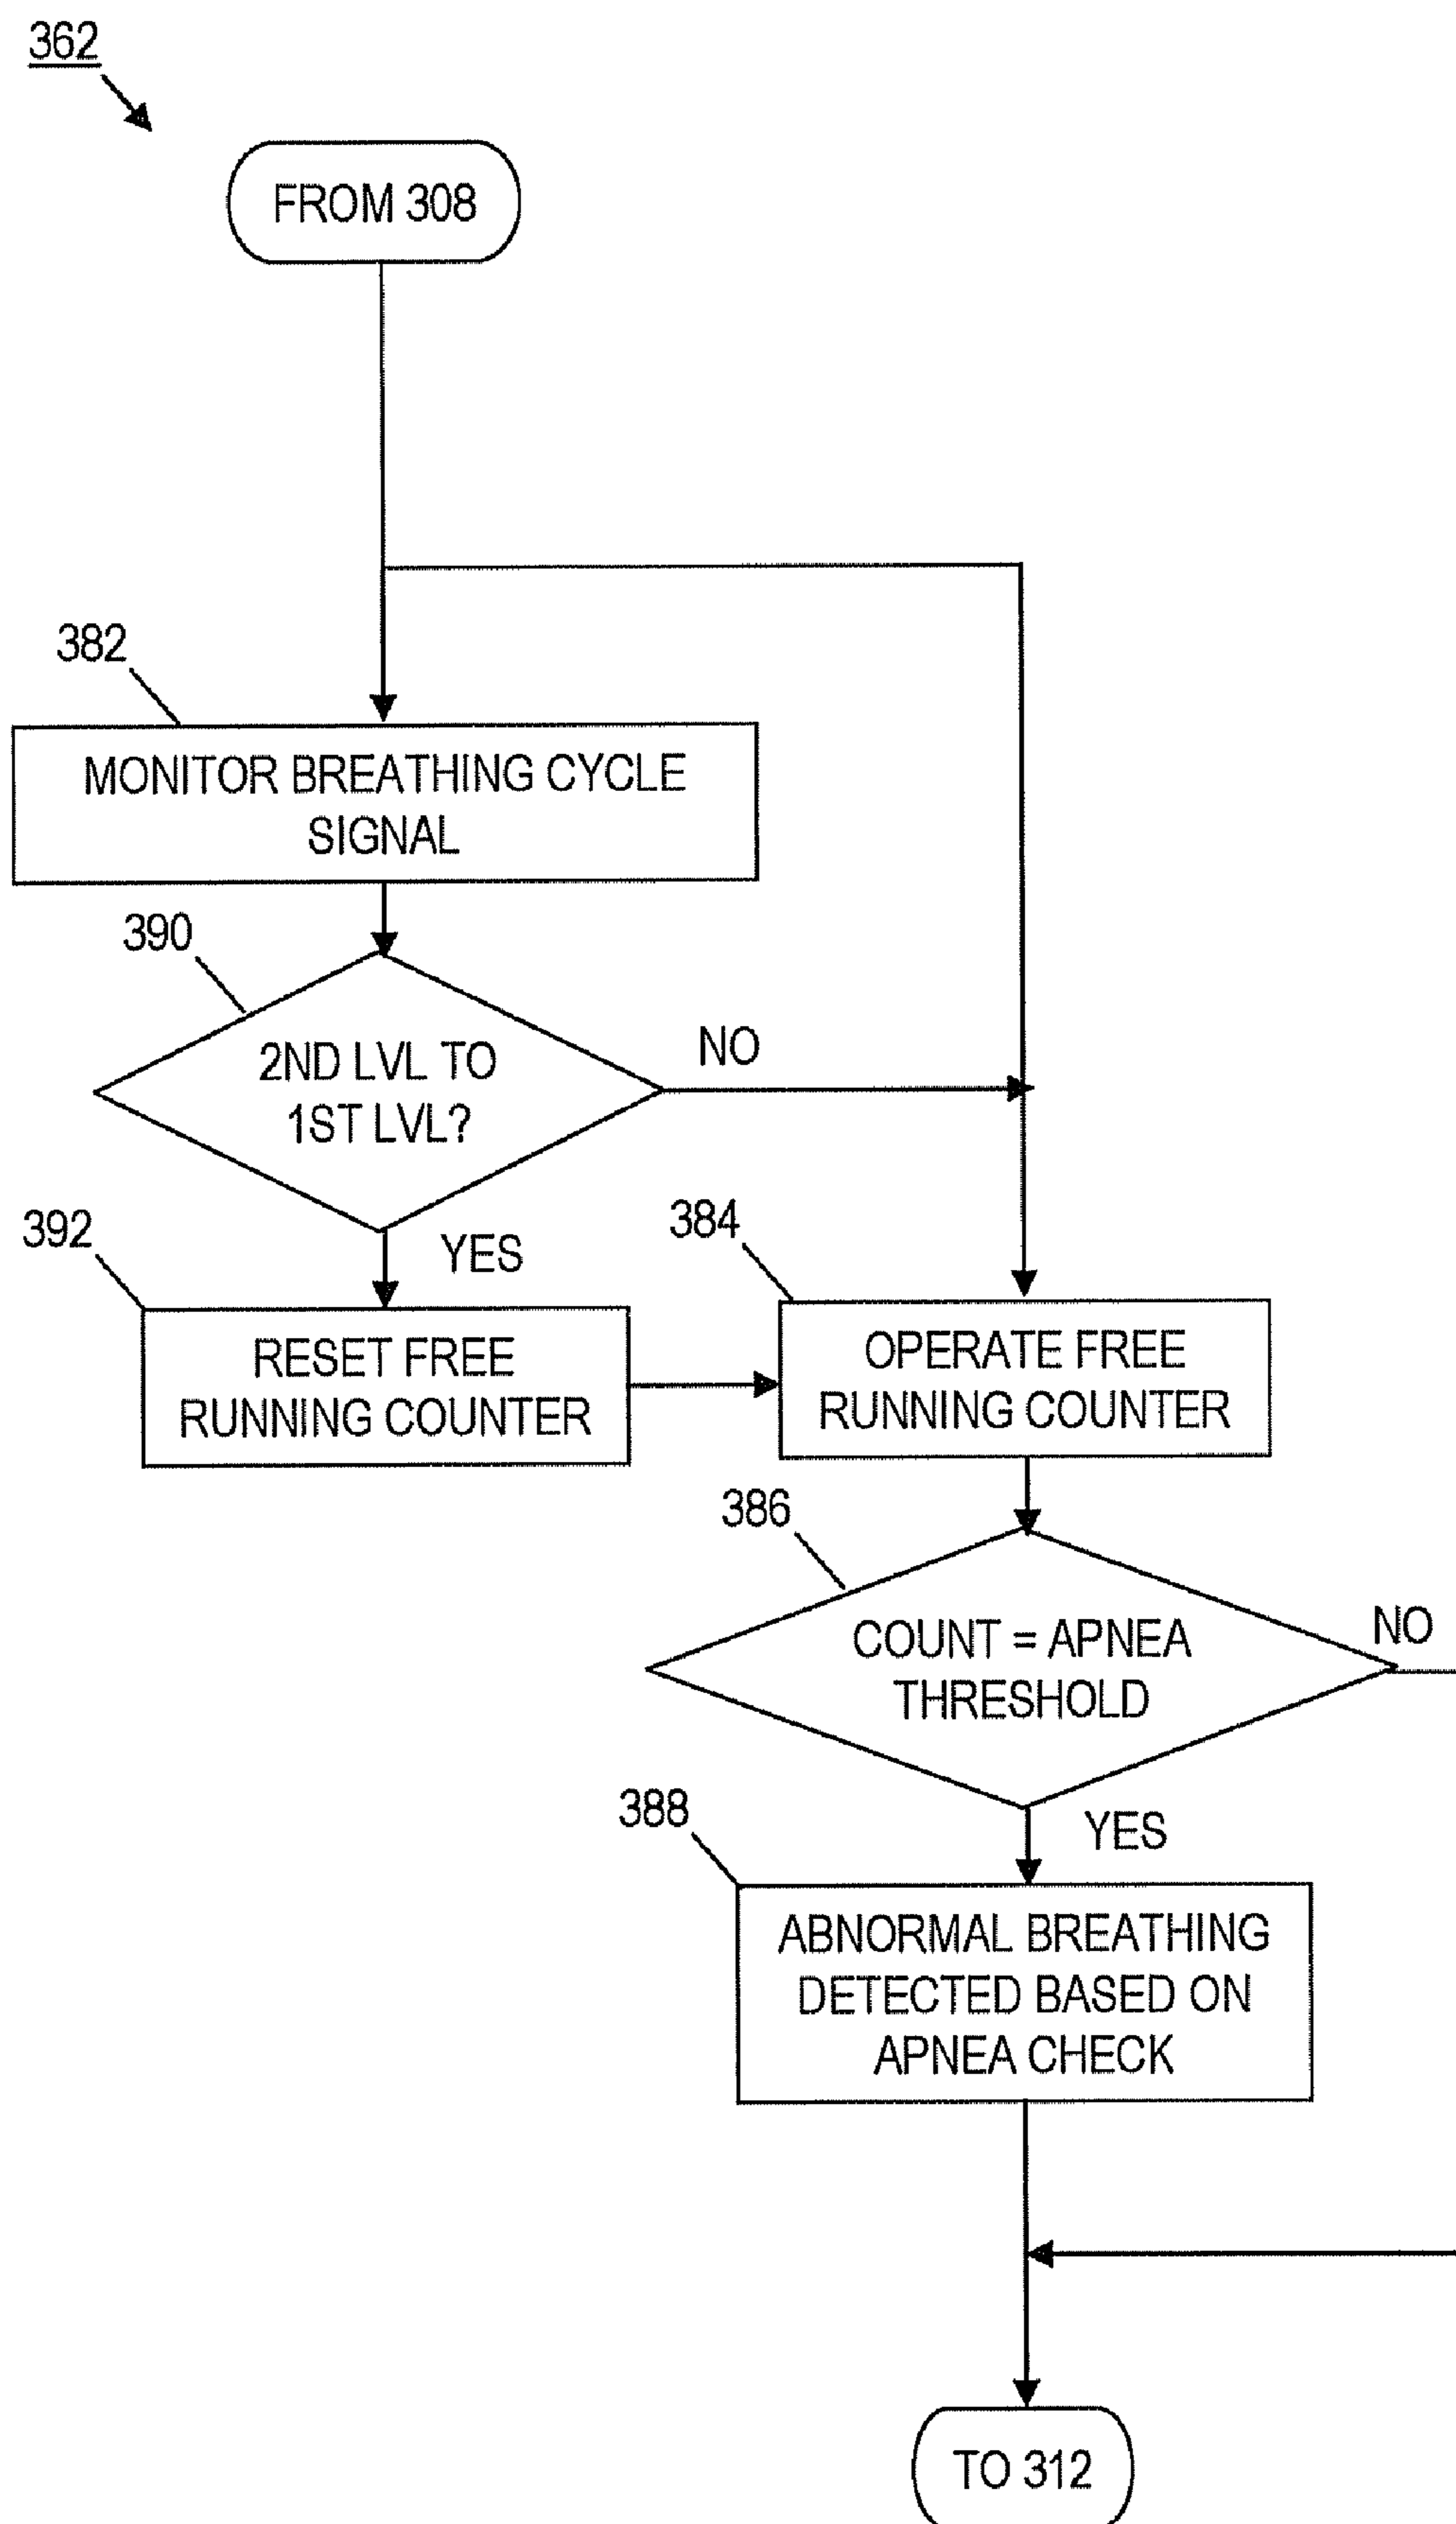 362
FROM 308
382
MONITOR BREATHING CYCLE
SIGNAL
390
2ND LVL TO
1ST LVL?
NO
YES
392
RESET FREE
RUNNING COUNTER
384
OPERATE FREE
RUNNING COUNTER
386
COUNT = APNEA
THRESHOLD
NO
YES
388
ABNORMAL BREATHING
DETECTED BASED ON
APNEA CHECK
TO 312